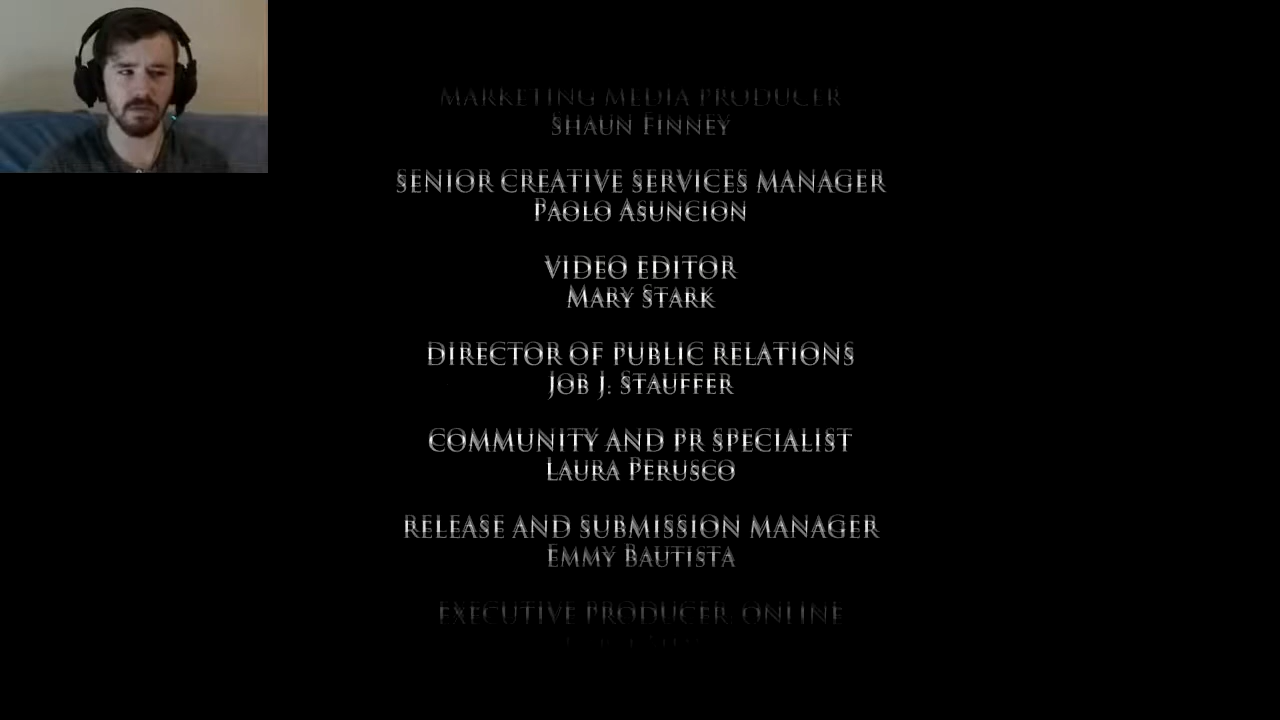 MARKETING MEDIA PRODUCER
SHAUN FINNEY
SENIOR CREATIVE SERVICES MANAGER
PAOLO ASUNCION
VIDEO EDITOR
MARY STARK
DIRECTOR OF PUBLIC RELATIONS
JOB J. STAUFFER
COMMUNITY AND PR SPECIALIST
LAURA PERUSCO
RELEASE AND SUBMISSION MANAGER
EMMY BAUTISTA
EXECUTIVE PRODUCER: ONLINE